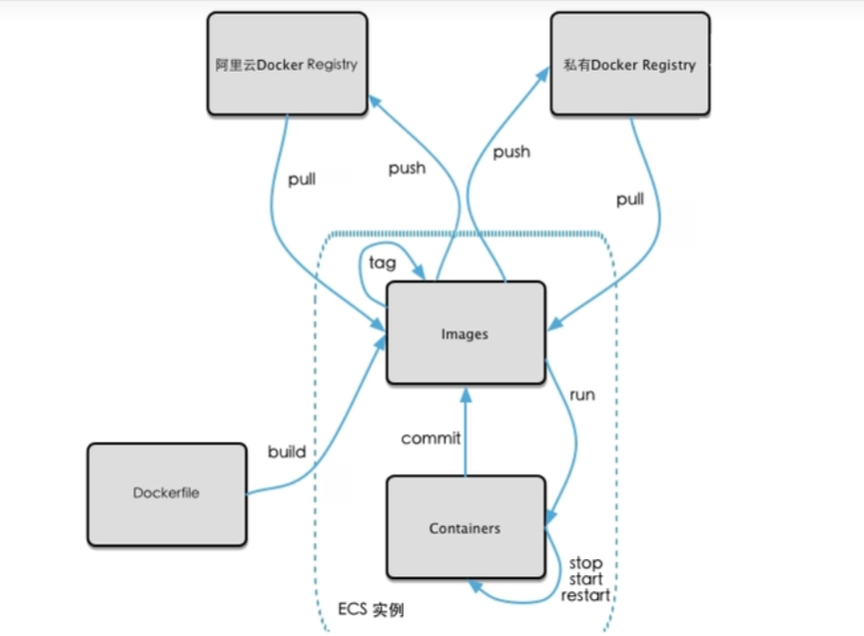 阿里云Docker Registry
私有Docker Registry
push
push
pull
pull
tag
Images
run
commit
build
Dockerfile
Containers
stop
start
restart
ECS 实例